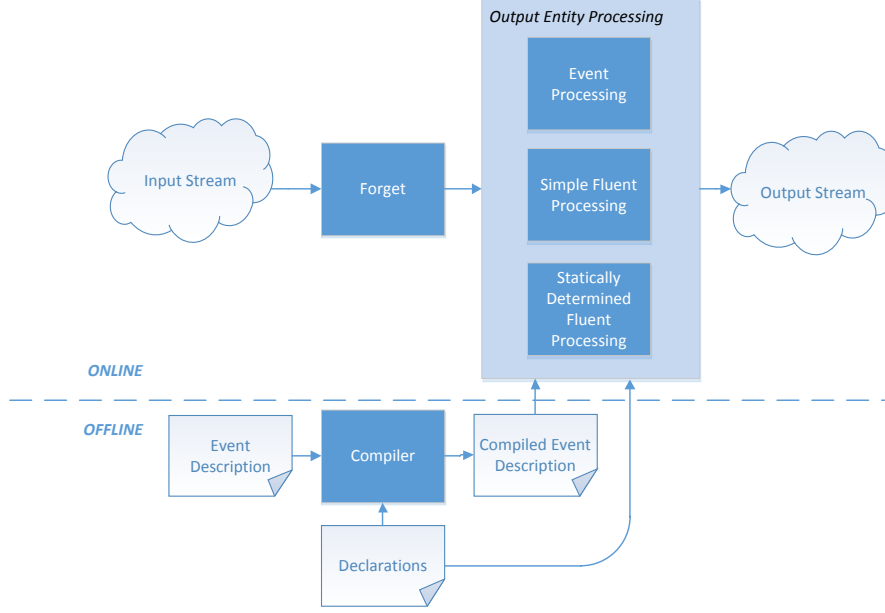 Output Entity Processing
Event
Processing
Input Stream
Forget
Simple Fluent
Processing
Output Stream
Statically
Determined
Fluent
Processing
ONLINE
OFFLINE
Event
Description
Compiler
Compiled Event
Description
Declarations